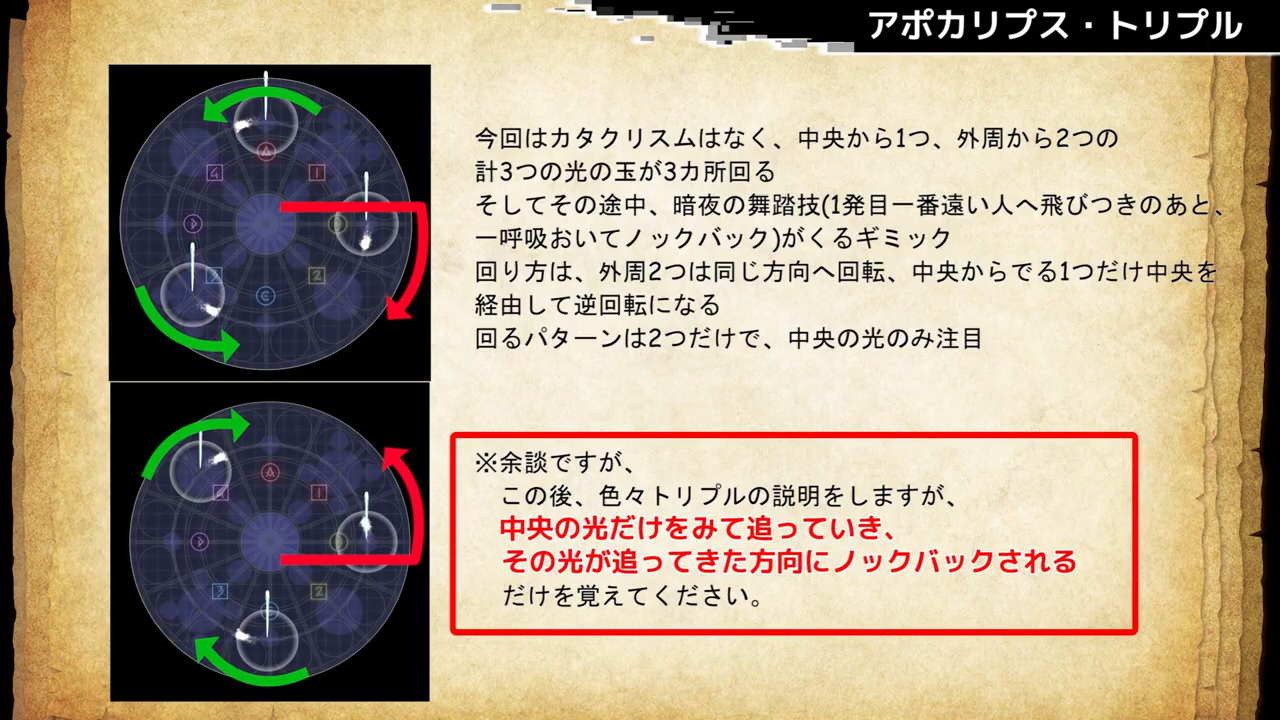 アポカリプス・トリプル
今回はカタクリスムはなく、中央から1つ、外周から2つの
計3つの光の玉が3カ所回る
そしてその途中、暗夜の舞踏技(1発目一番遠い人へ飛びつきのあと、
一呼吸おいてノックバック)がくるギミック
回り方は、外周2つは同じ方向へ回転、中央からでる1つだけ中央を
経由して逆回転になる
回るパターンは2つだけで、中央の光のみ注目
A
4
1
D
B
3
2
C
A
4
1
D
B
3
2
C
※余談ですが、
この後、色々トリプルの説明をしますが、
中央の光だけをみて追っていき、
その光が追ってきた方向にノックバックされる
だけを覚えてください。